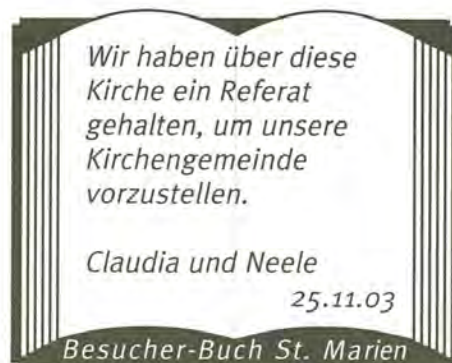 Wir haben über diese
Kirche ein Referat
gehalten, um unsere
Kirchengemeinde
vorzustellen.
Claudia und Neele
25.11.03
Besucher-Buch St. Marien